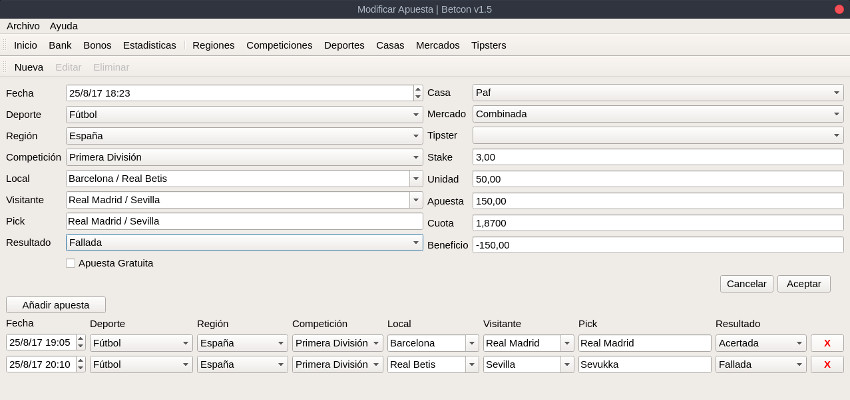 Modificar Apuesta | Betcon v1.5
Archivo Ayuda
Inicio Bank Bonos Estadisticas Regiones Competiciones Deportes Casas Mercados Tipsters
Nueva Editar Eliminar
Fecha 25/8/17 18:23 Casa Paf
Deporte Fútbol Mercado Combinada
Región España Tipster
Competición Primera División Stake 3,00
Local Barcelona / Real Betis Unidad 50,00
Visitante Real Madrid / Sevilla Apuesta 150,00
Pick Real Madrid / Sevilla Cuota 1,8700
Resultado Fallada Beneficio -150,00
Apuesta Gratuita
Cancelar Aceptar
Añadir apuesta
Fecha Deporte Región Competición Local Visitante Pick Resultado
25/8/17 19:05 Fútbol España Primera División Barcelona Real Madrid Real Madrid Acertada X
25/8/17 20:10 Fútbol España Primera División Real Betis Sevilla Sevukka Fallada X